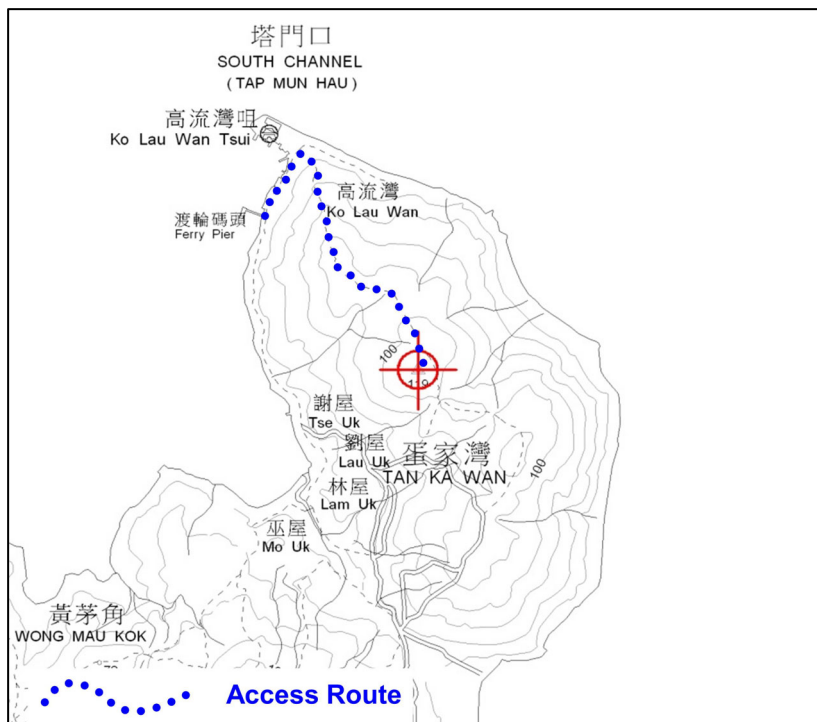 塔門口
SOUTH CHANNEL
(TAP MUN HAU)
高流灣咀
Ko Lau Wan Tsui
高流灣
Ko Lau Wan
渡輪碼頭
Ferry Pier
100
119
謝屋
Tse Uk
劉屋
Lau Uk
蛋家灣
TAN KA WAN
100
林屋
Lam Uk
巫屋
Mo Uk
黃茅角
WONG MAU KOK
Access Route